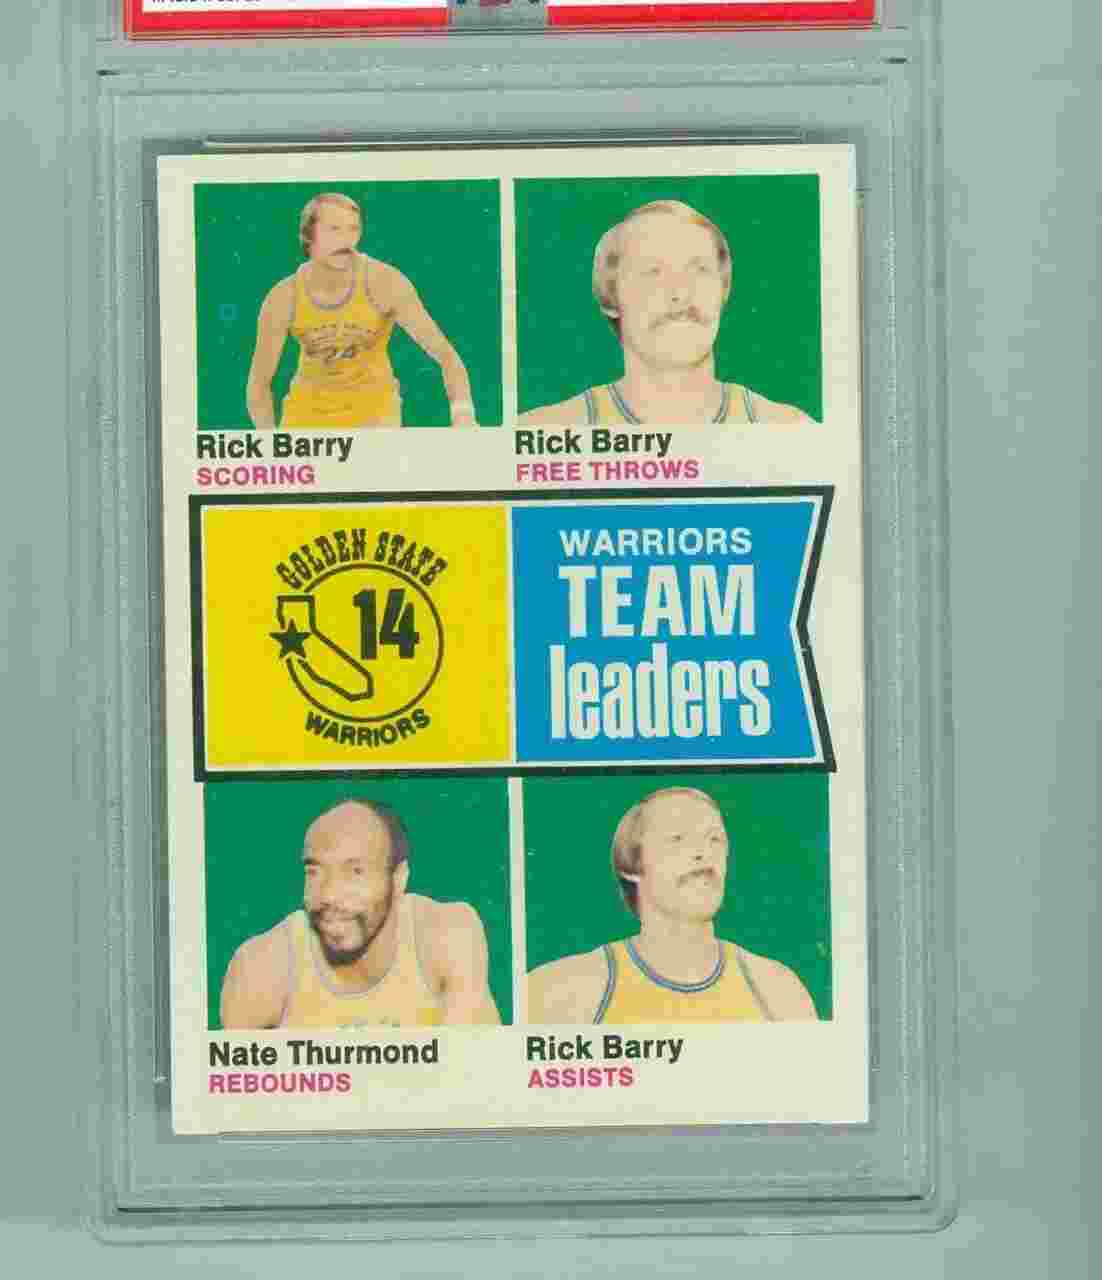 Rick Barry
SCORING
Rick Barry
FREE THROWS
GOLDEN STATE
14
WARRIORS
WARRIORS
TEAM
leaders
Nate Thurmond
REBOUNDS
Rick Barry
ASSISTS